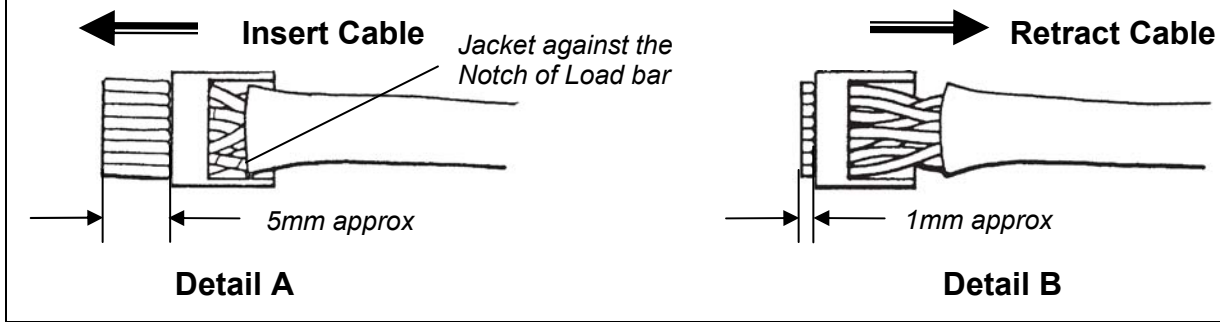 Insert Cable
Jacket against the
Notch of Load bar
5mm approx
Detail A
Retract Cable
1mm approx
Detail B